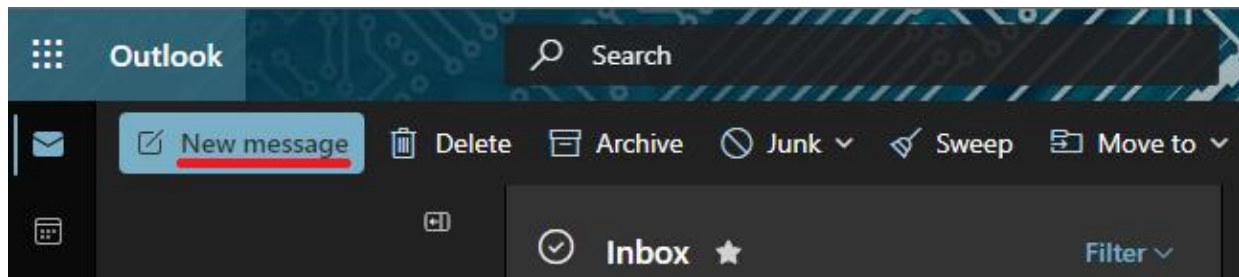 Outlook
Search
New message Delete Archive Junk Sweep Move to
Inbox
Filter